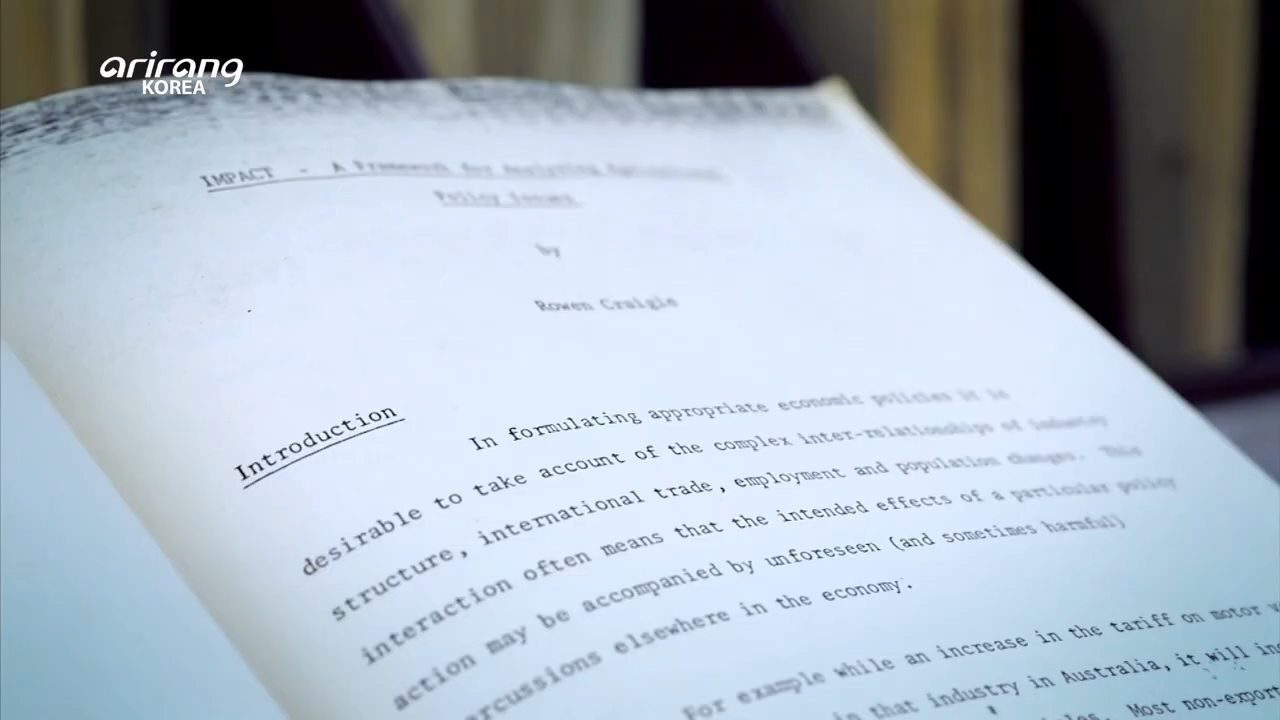 arirang
KOREA
IMPACT - A Framework for Analysing
Policy Issues
by
Rowen Craigie
Introduction
In formulating appropriate economic policies it is
desirable to take account of the complex inter-relationships of industry
structure, international trade, employment and population changes. This
interaction often means that the intended effects of a particular policy
action may be accompanied by unforeseen (and sometimes harmful)
percussions elsewhere in the economy.
For example while an increase in the tariff on motor
in that industry in Australia, it will
Most